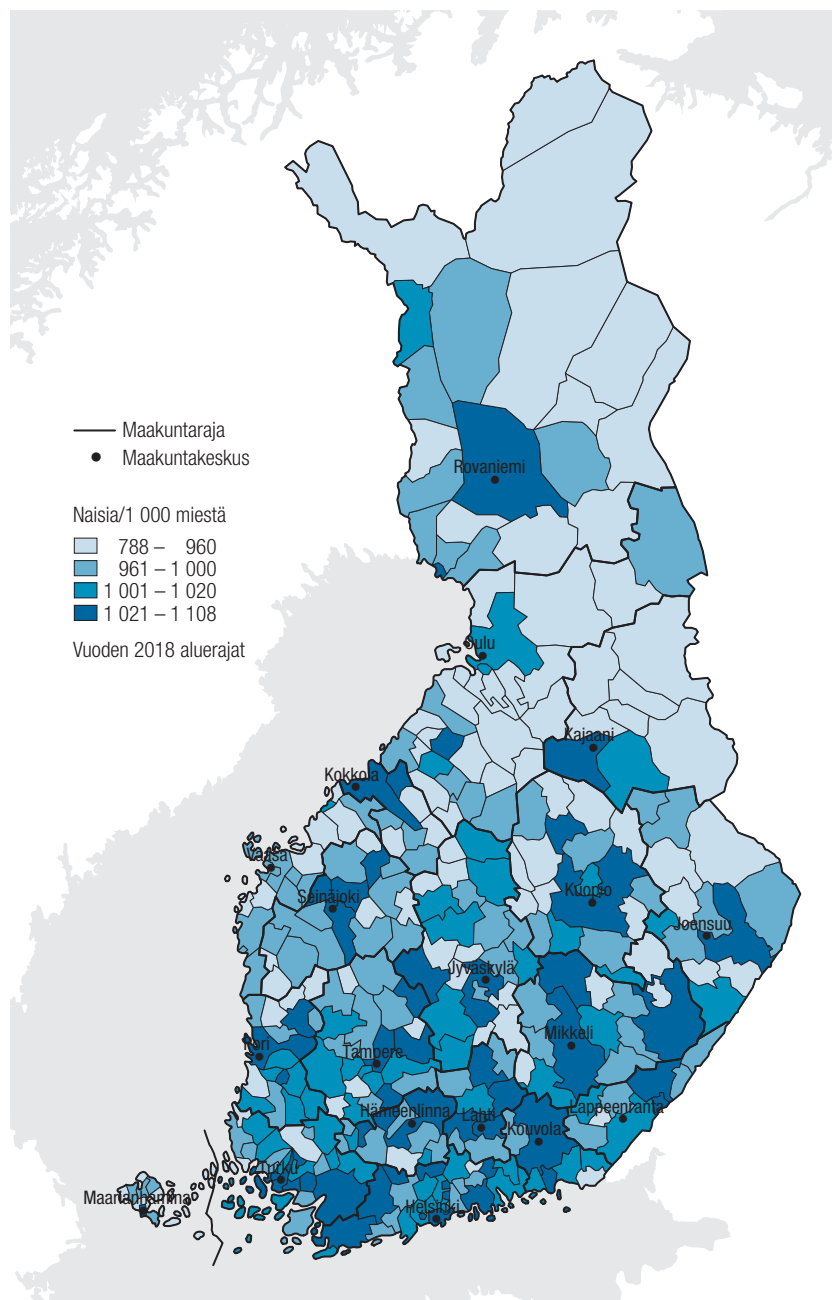 Maakuntaraja
Maakuntakeskus
Rovaniemi
Naisia/1 000 miestä
788 – 960
961 – 1 000
1 001 – 1 020
1 021 – 1 108
Vuoden 2018 aluerajat
Oulu
Kajaani
Kokkola
Vaasa
Seinäjoki
Kuopio
Joensuu
Jyväskylä
Mikkeli
Pori
Tampere
Hämeenlinna
Lahti
Lappeenranta
Kouvola
Turku
Maarianhamina
Helsinki